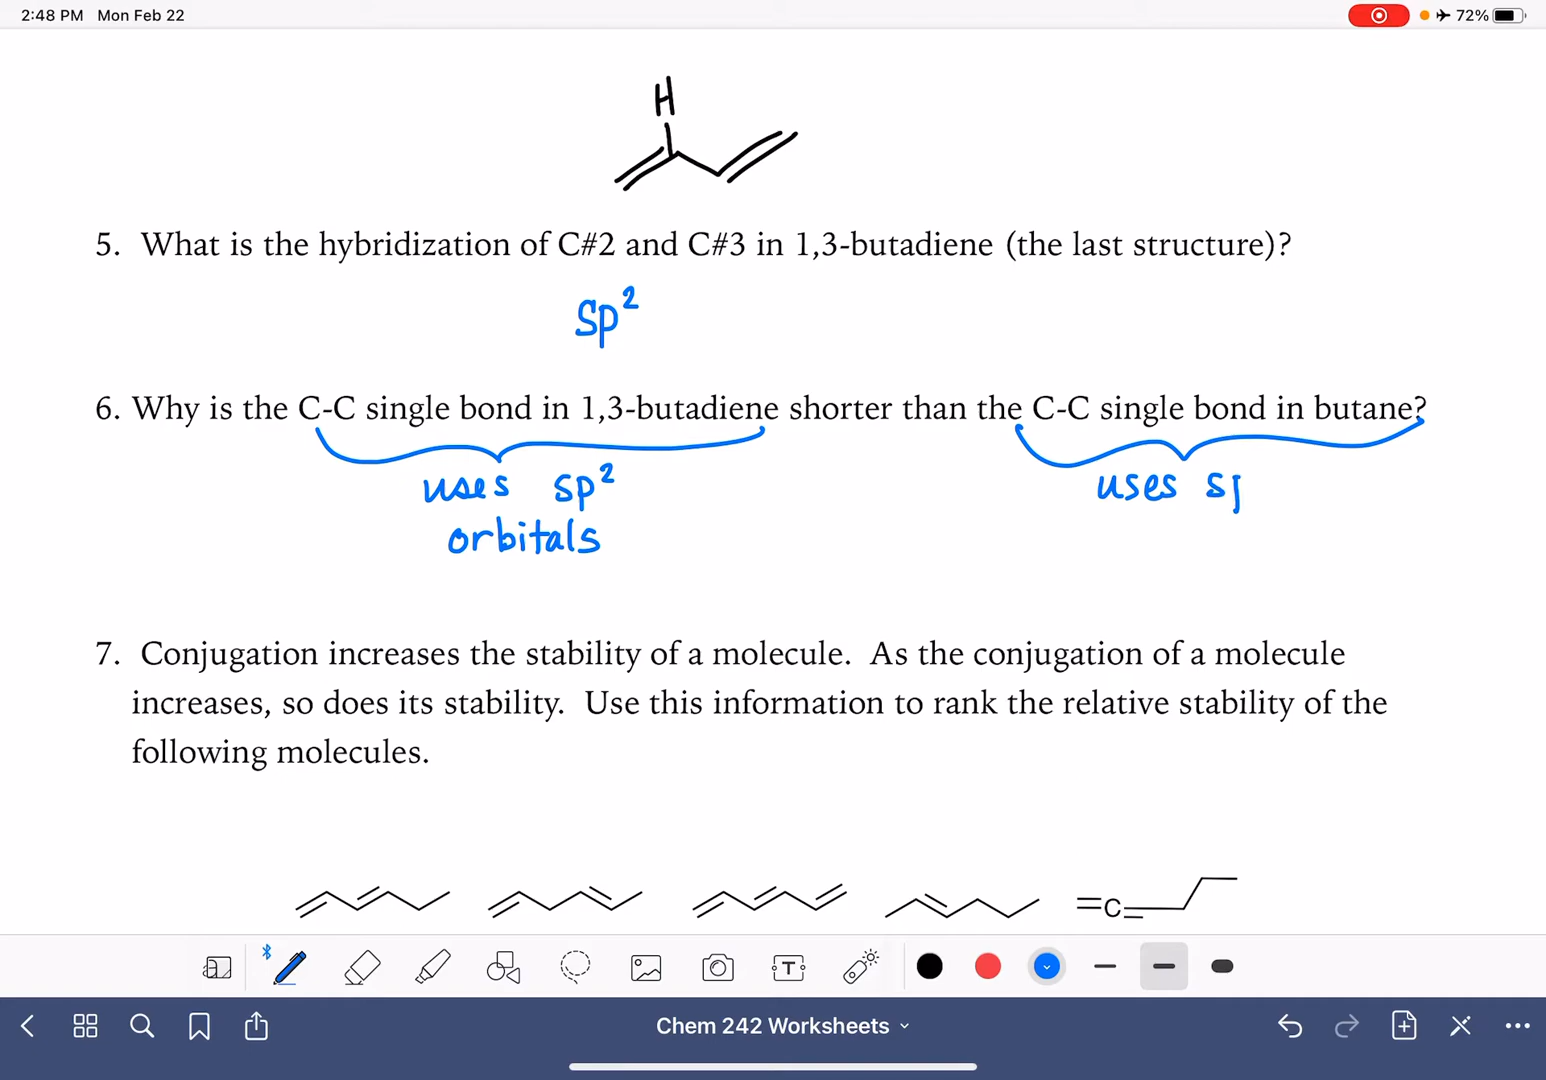 2:48 PM Mon Feb 22
72%
H
5. What is the hybridization of C#2 and C#3 in 1,3-butadiene (the last structure)?
sp²
6. Why is the C-C single bond in 1,3-butadiene shorter than the C-C single bond in butane?
uses sp²
orbitals
uses s
7. Conjugation increases the stability of a molecule. As the conjugation of a molecule
increases, so does its stability. Use this information to rank the relative stability of the
following molecules.
=C=
a
T
Chem 242 Worksheets